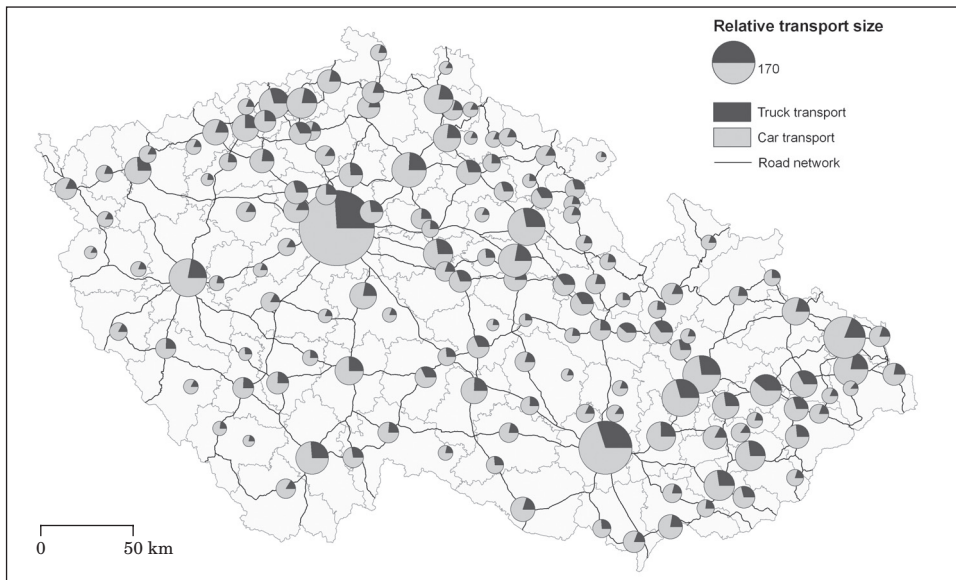 Relative transport size
170
Truck transport
Car transport
Road network
0 50 km